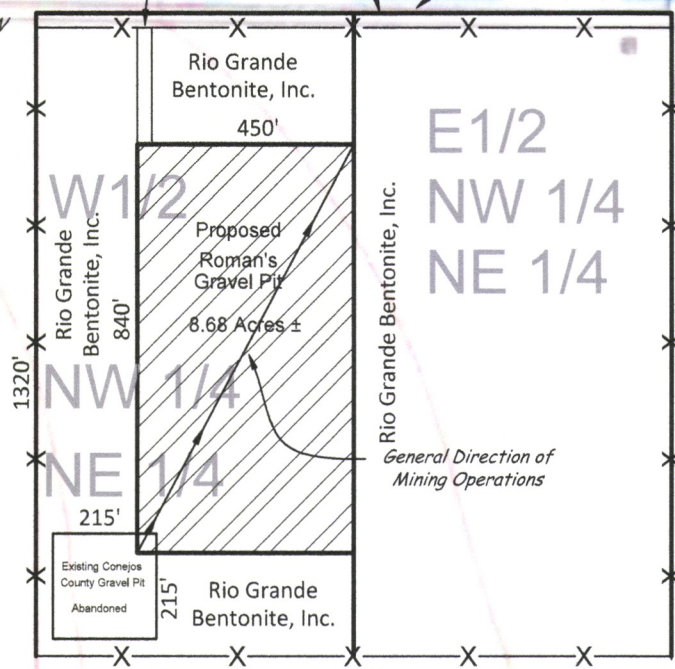 Rio Grande
Bentonite, Inc.
450'
E1/2
NW 1/4
NE 1/4
W1/2
NW 1/4
NE 1/4
Rio Grande
Bentonite, Inc.
840'
1320'
Proposed
Roman's
Gravel Pit
8.68 Acres ±
Rio Grande Bentonite, Inc.
General Direction of
Mining Operations
215'
Existing Conejos
County Gravel Pit
Abandoned
215'
Rio Grande
Bentonite, Inc.